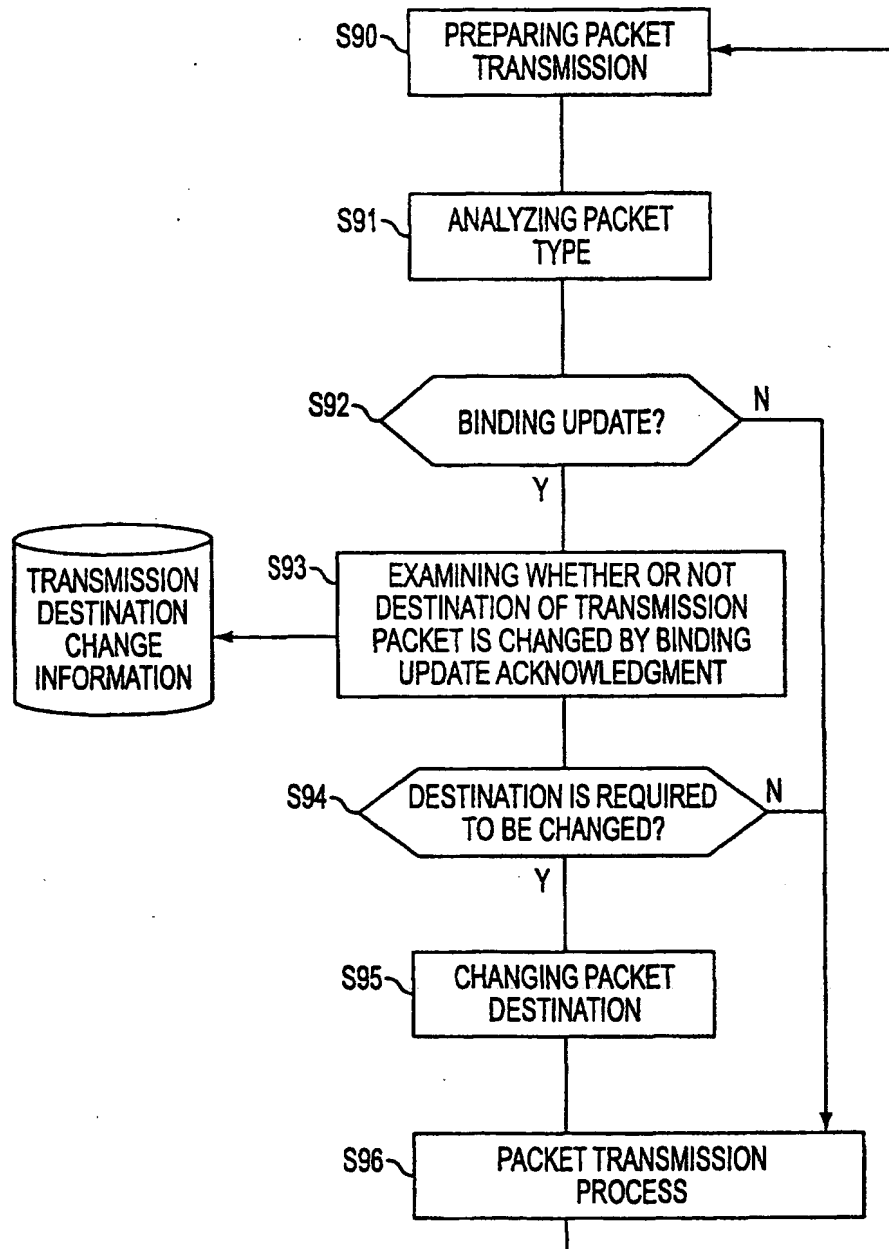 S90
PREPARING PACKET
TRANSMISSION
S91
ANALYZING PACKET
TYPE
S92
BINDING UPDATE?
N
Y
TRANSMISSION
DESTINATION
CHANGE
INFORMATION
S93
EXAMINING WHETHER OR NOT
DESTINATION OF TRANSMISSION
PACKET IS CHANGED BY BINDING
UPDATE ACKNOWLEDGMENT
S94
DESTINATION IS REQUIRED
TO BE CHANGED?
N
Y
S95
CHANGING PACKET
DESTINATION
S96
PACKET TRANSMISSION
PROCESS